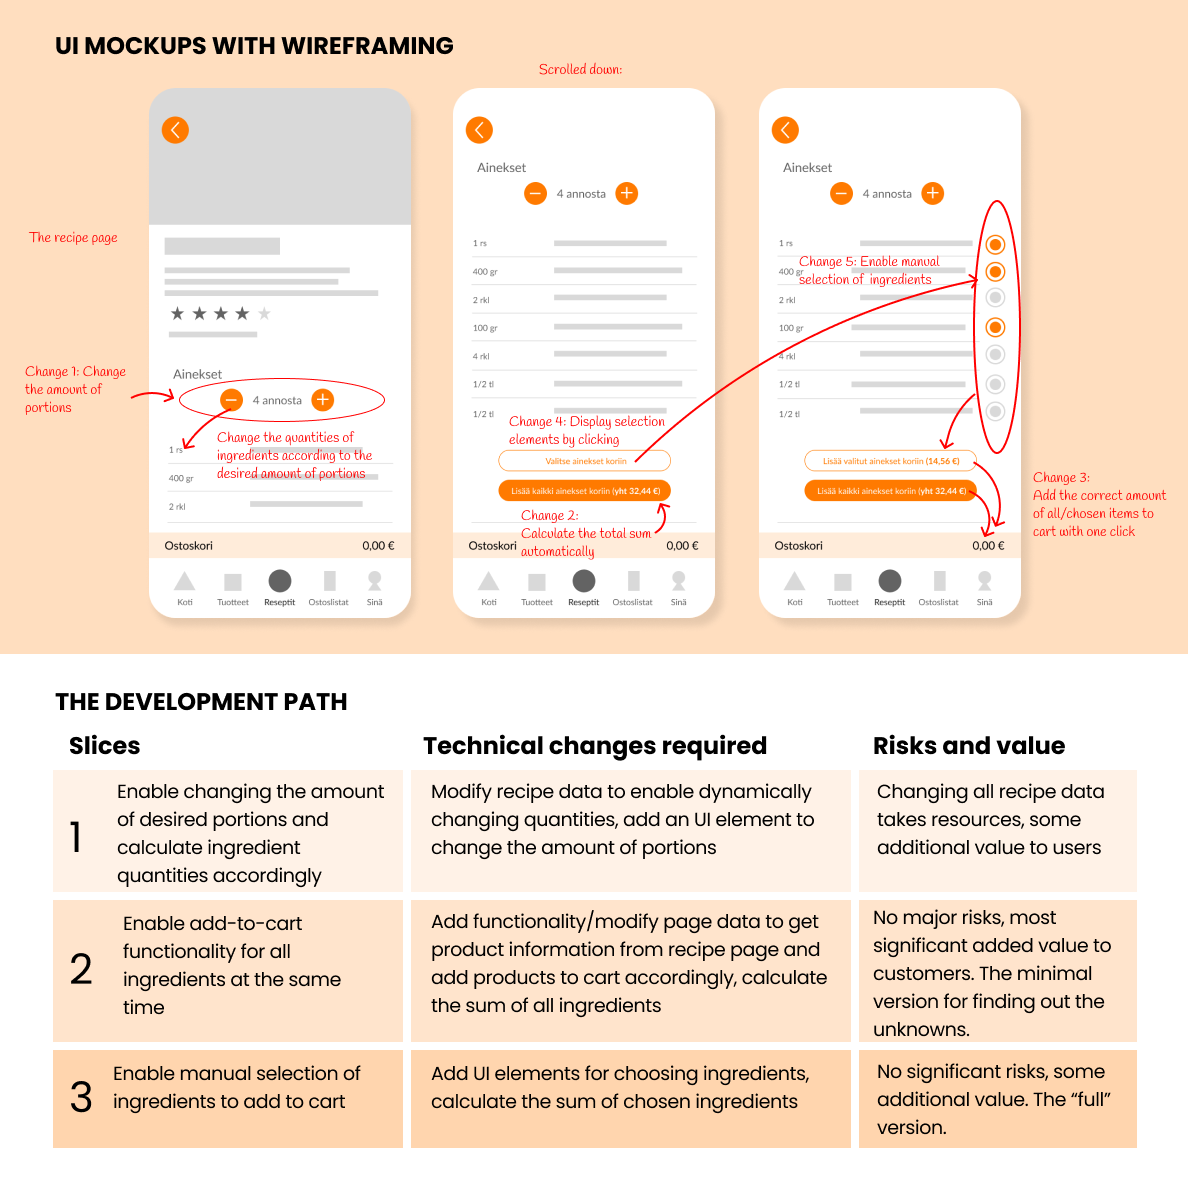 UI MOCKUPS WITH WIREFRAMING
Scrolled down:
The recipe page
Ainekset
Change 1: Change
the amount of
portions
4 annosta
Change the quantities of
ingredients according to the
desired amount of portions
1 rs
400 gr
2 rkl
Ostoskori
0,00 €
Koti
Tuotteet
Reseptit
Ostoslistat
Sinä
Ainekset
4 annosta
1 rs
400 gr
2 rkl
100 gr
4 rkl
1/2 tl
1/2 tl
Change 4: Display selection
elements by clicking
Valitse ainekset koriin
Lisää kaikki ainekset koriin (yht 32,44 €)
Change 2:
Calculate the total sum
automatically
Ostoskori
0,00 €
Koti
Tuotteet
Reseptit
Ostoslistat
Sinä
Ainekset
4 annosta
1 rs
Change 5: Enable manual
selection of ingredients
400 gr
2 rkl
100 gr
4 rkl
1/2 tl
1/2 tl
Lisää valitut ainekset koriin (14,56 €)
Lisää kaikki ainekset koriin (yht 32,44 €)
Change 3:
Add the correct amount
of all/chosen items to
cart with one click
Ostoskori
0,00 €
Koti
Tuotteet
Reseptit
Ostoslistat
Sinä
THE DEVELOPMENT PATH
Slices
Technical changes required
Risks and value
1
Enable changing the amount
of desired portions and
calculate ingredient
quantities accordingly
Modify recipe data to enable dynamically
changing quantities, add an UI element to
change the amount of portions
Changing all recipe data
takes resources, some
additional value to users
2
Enable add-to-cart
functionality for all
ingredients at the same
time
Add functionality/modify page data to get
product information from recipe page and
add products to cart accordingly, calculate
the sum of all ingredients
No major risks, most
significant added value to
customers. The minimal
version for finding out the
unknowns.
3
Enable manual selection of
ingredients to add to cart
Add UI elements for choosing ingredients,
calculate the sum of chosen ingredients
No significant risks, some
additional value. The “full”
version.